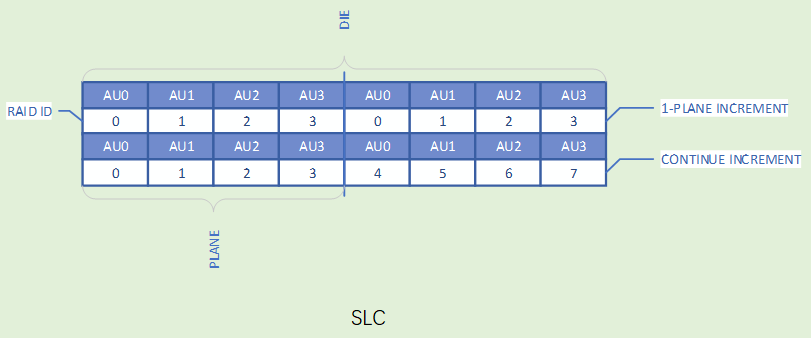 DIE
AU0 AU1 AU2 AU3 AU0 AU1 AU2 AU3
RAID ID
0 1 2 3 0 1 2 3
1-PLANE INCREMENT
AU0 AU1 AU2 AU3 AU0 AU1 AU2 AU3
0 1 2 3 4 5 6 7
CONTINUE INCREMENT
PLANE
SLC